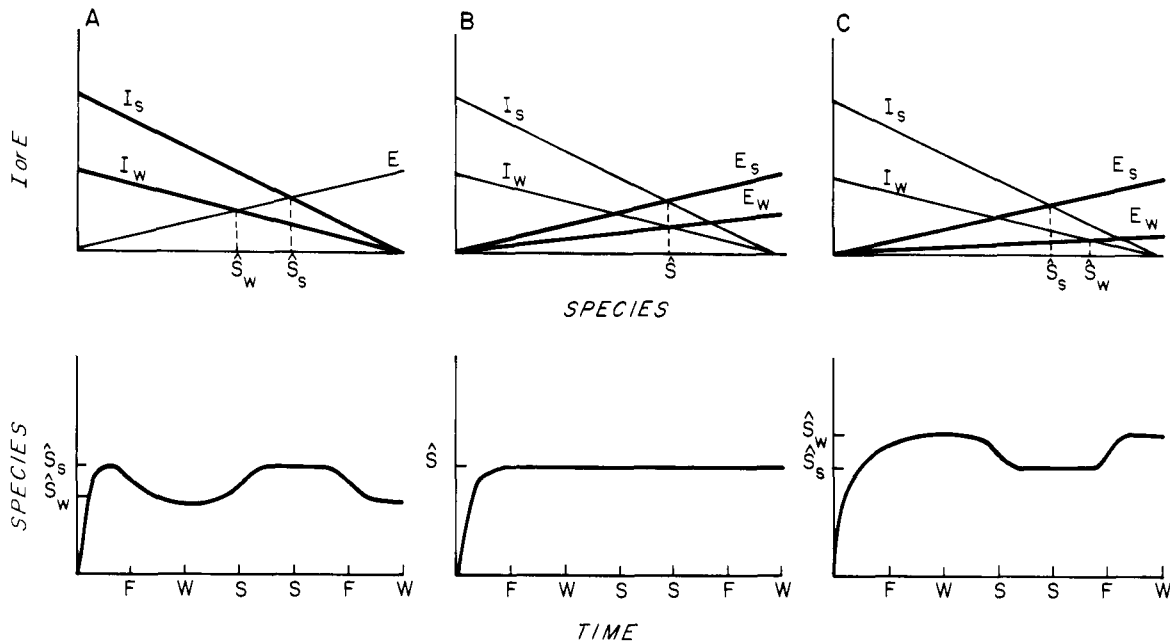 A
B
C
I or E
I_s
I_w
E
Ŝ_w Ŝ_s
I_s
I_w
E_s
E_w
Ŝ
I_s
I_w
E_s
E_w
Ŝ_s Ŝ_w
SPECIES
SPECIES
Ŝ_s
Ŝ_w
F W S S F W
Ŝ
F W S S F W
Ŝ_w
Ŝ_s
F W S S F W
TIME